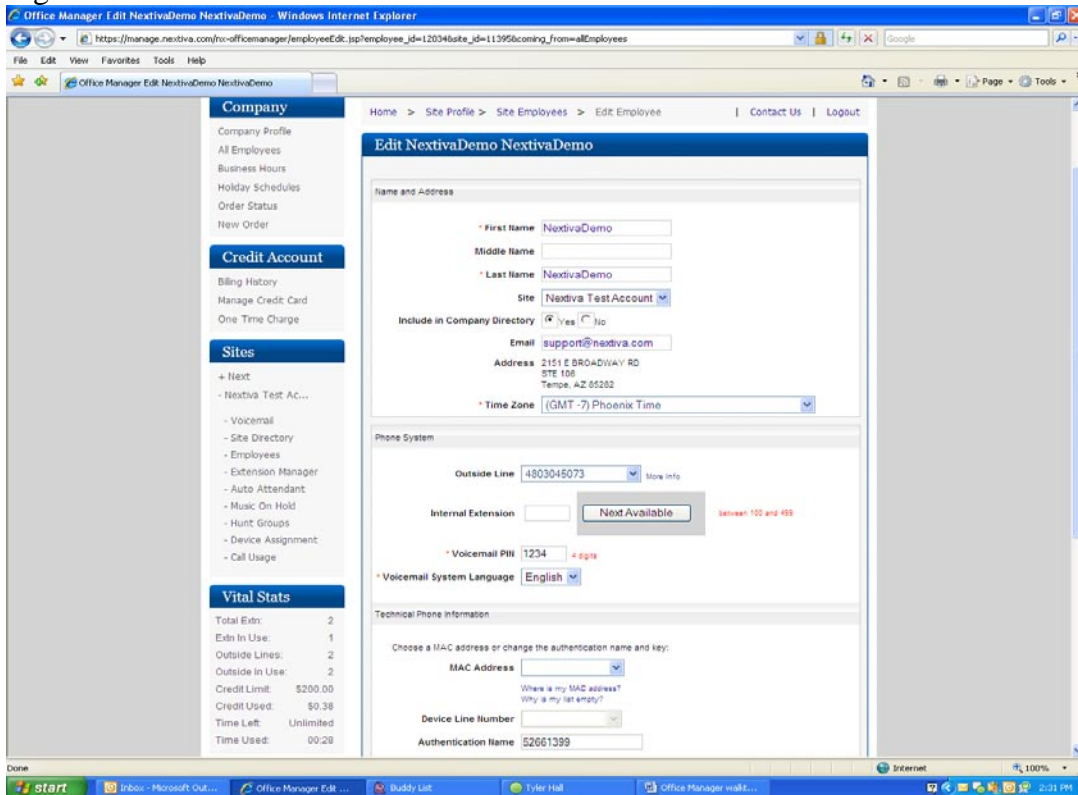 Office Manager Edit NextivaDemo NextivaDemo - Windows Internet Explorer
https://manage.nextiva.com/nx-officemanager/employeeEdit.jsp?employee_id=12034&site_id=11395&coming_from=allEmployees
Google
File Edit View Favorites Tools Help
Office Manager Edit NextivaDemo NextivaDemo
Page Tools
Company
Company Profile
All Employees
Business Hours
Holiday Schedules
Order Status
New Order
Credit Account
Billing History
Manage Credit Card
One Time Charge
Sites
+ Next
- Nextiva Test Ac...
- Voicemail
- Site Directory
- Employees
- Extension Manager
- Auto Attendant
- Music On Hold
- Hunt Groups
- Device Assignment
- Call Usage
Vital Stats
Total Extn: 2
Extn In Use: 1
Outside Lines: 2
Outside In Use: 2
Credit Limit: $200.00
Credit Used: $0.38
Time Left: Unlimited
Time Used: 00:28
Home > Site Profile > Site Employees > Edit Employee | Contact Us | Logout
Edit NextivaDemo NextivaDemo
Name and Address
* First Name NextivaDemo
Middle Name
* Last Name NextivaDemo
Site Nextiva Test Account
Include in Company Directory Yes No
Email support@nextiva.com
Address 2151 E BROADWAY RD
STE 106
Tempe, AZ 85282
* Time Zone (GMT -7) Phoenix Time
Phone System
Outside Line 4803045073 More Info
Internal Extension Next Available between 100 and 499
* Voicemail PIN 1234 4 digits
* Voicemail System Language English
Technical Phone Information
Choose a MAC address or change the authentication name and key:
MAC Address
Where is my MAC address?
Why is my list empty?
Device Line Number
Authentication Name 52661399
Done Internet 100%
start Inbox - Microsoft Out... Office Manager Edit ... Buddy List Tyler Hall Office Manager walkt... 2:31 PM